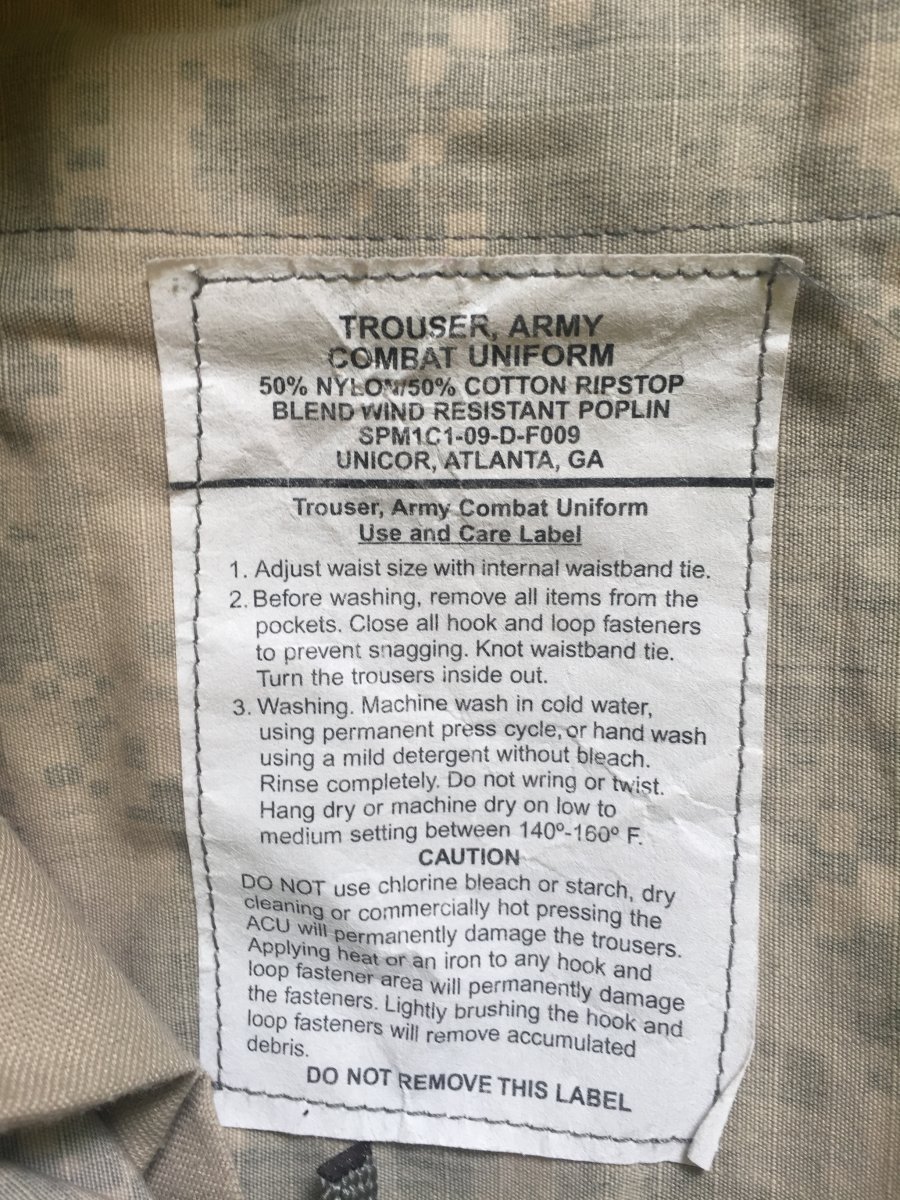 TROUSER, ARMY
COMBAT UNIFORM
50% NYLON/50% COTTON RIPSTOP
BLEND WIND RESISTANT POPLIN
SPM1C1-09-D-F009
UNICOR, ATLANTA, GA
Trouser, Army Combat Uniform
Use and Care Label
1. Adjust waist size with internal waistband tie.
2. Before washing, remove all items from the
pockets. Close all hook and loop fasteners
to prevent snagging. Knot waistband tie.
Turn the trousers inside out.
3. Washing. Machine wash in cold water,
using permanent press cycle, or hand wash
using a mild detergent without bleach.
Rinse completely. Do not wring or twist.
Hang dry or machine dry on low to
medium setting between 140º-160º F.
CAUTION
DO NOT use chlorine bleach or starch, dry
cleaning or commercially hot pressing the
ACU will permanently damage the trousers.
Applying heat or an iron to any hook and
loop fastener area will permanently damage
the fasteners. Lightly brushing the hook and
loop fasteners will remove accumulated
debris.
DO NOT REMOVE THIS LABEL